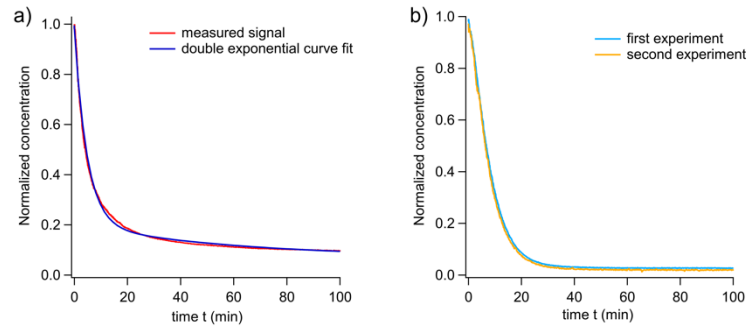 a)
measured signal
double exponential curve fit
Normalized concentration
1.0
0.8
0.6
0.4
0.2
0.0
0
20
40
60
80
100
time t (min)
b)
first experiment
second experiment
Normalized concentration
1.0
0.8
0.6
0.4
0.2
0.0
0
20
40
60
80
100
time t (min)